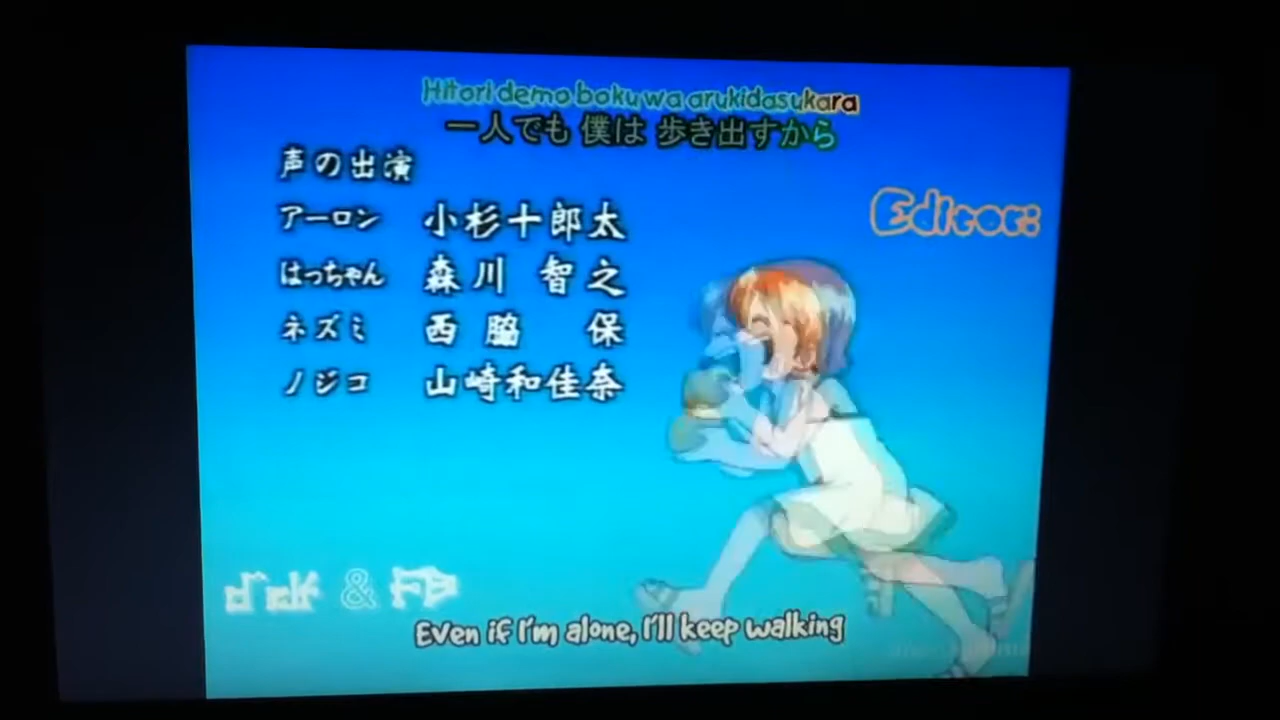 Hitori demo boku wa arukidasu kara
一人でも 僕は 歩き出すから
声の出演
アーロン 小杉十郎太
はっちゃん 森川 智之
ネズミ 西脇 保
ノジコ 山崎和佳奈
Editor:
&
Even if I'm alone, I'll keep walking